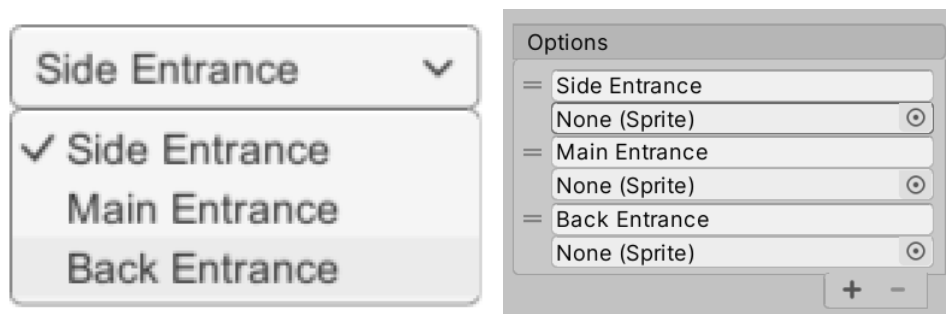 Side Entrance
Side Entrance
Main Entrance
Back Entrance
Options
Side Entrance
None (Sprite)
Main Entrance
None (Sprite)
Back Entrance
None (Sprite)